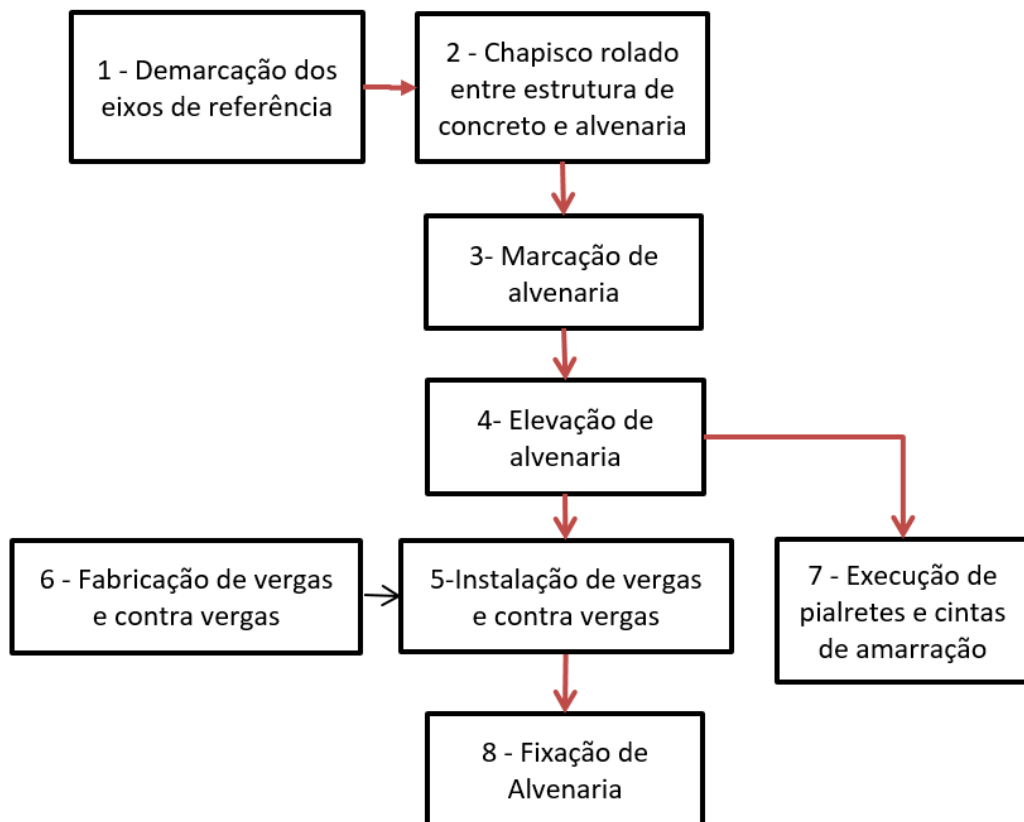 1 - Demarcação dos
eixos de referência
2 - Chapisco rolado
entre estrutura de
concreto e alvenaria
3- Marcação de
alvenaria
4- Elevação de
alvenaria
6 - Fabricação de vergas
e contra vergas
5-Instalação de vergas
e contra vergas
7 - Execução de
pialretes e cintas
de amarração
8 - Fixação de
Alvenaria